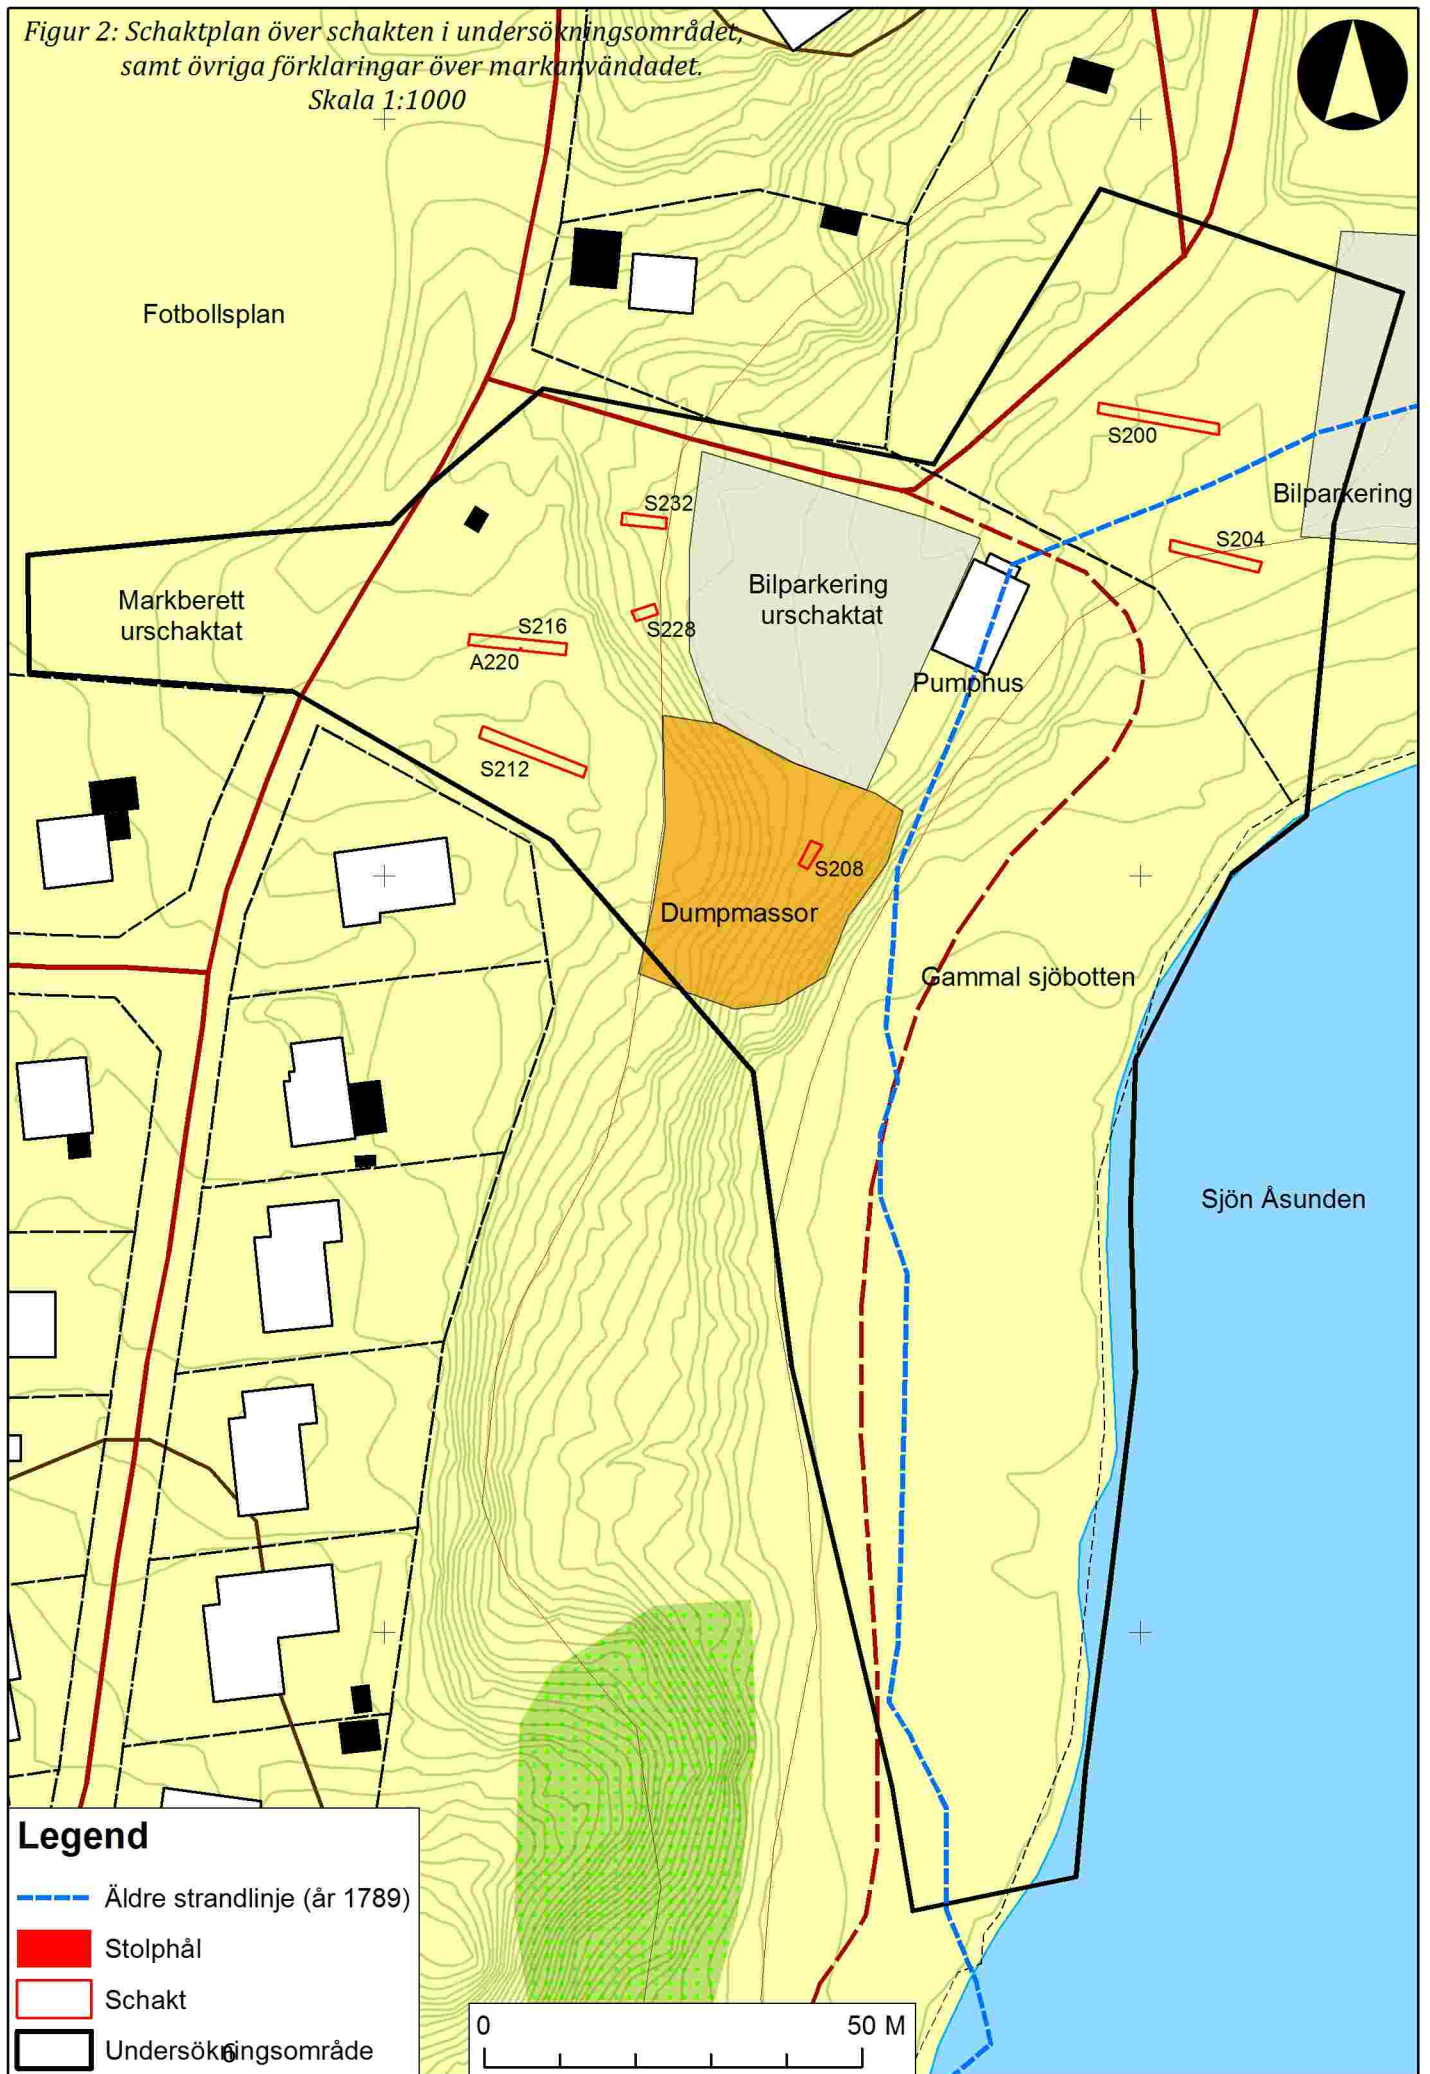 Figur 2: Schaktplan över schakten i undersökningsområdet,
samt övriga förklaringar över markanvändadet.
Skala 1:1000
Fotbollsplan
S200
Bilparkering
S232
S204
Bilparkering
urschaktat
Markberett
urschaktat
S216
S228
A220
Pumphus
S212
S208
Dumpmassor
Gammal sjöbotten
Sjön Åsunden
Legend
Äldre strandlinje (år 1789)
Stolphål
Schakt
Undersökningsområde
6
0 50 M